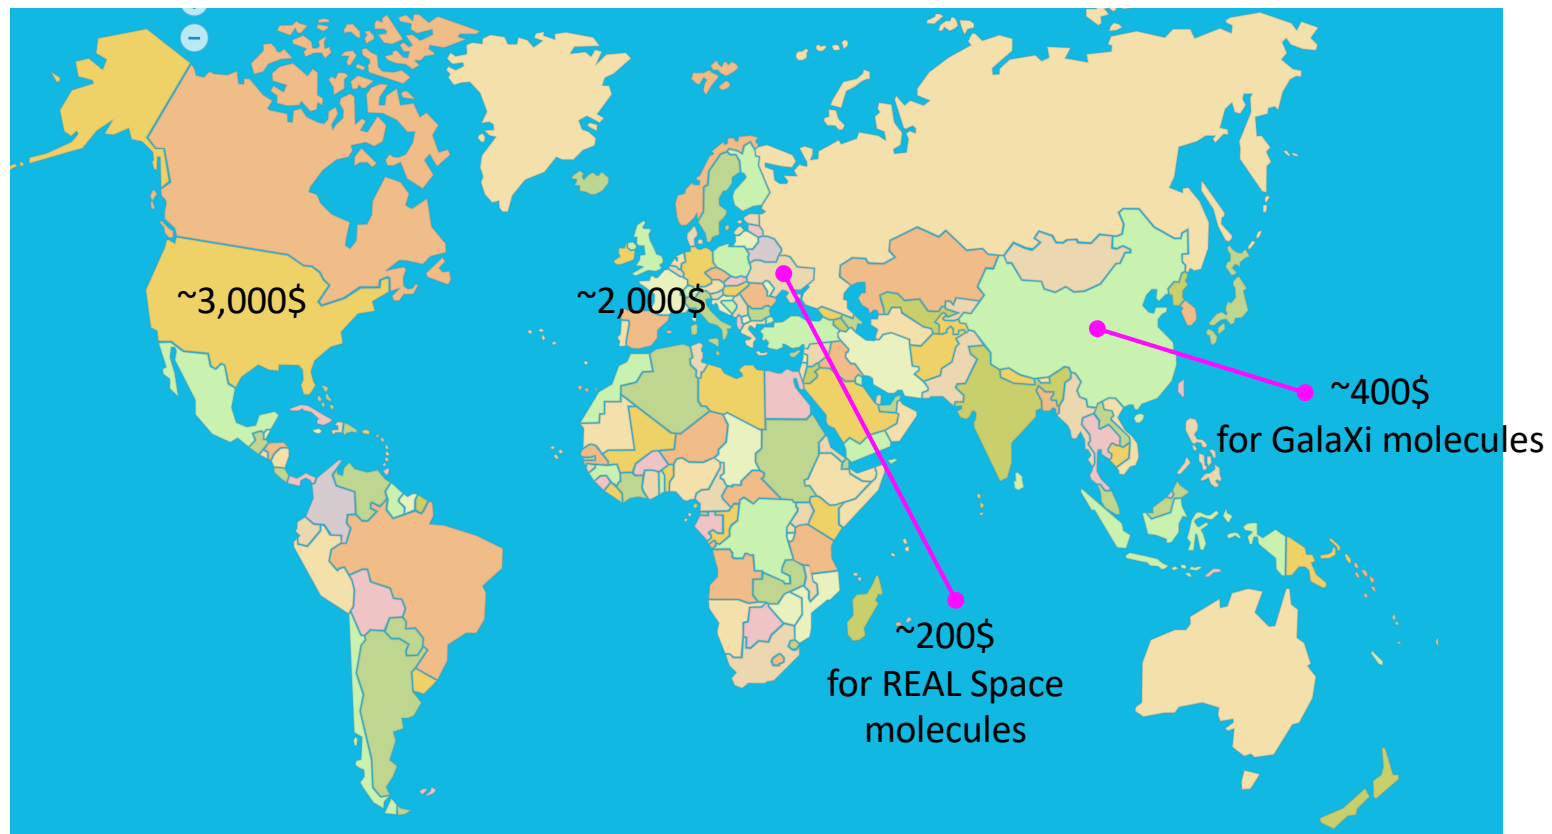 ~3,000$
~2,000$
~400$
for GalaXi molecules
~200$
for REAL Space
molecules